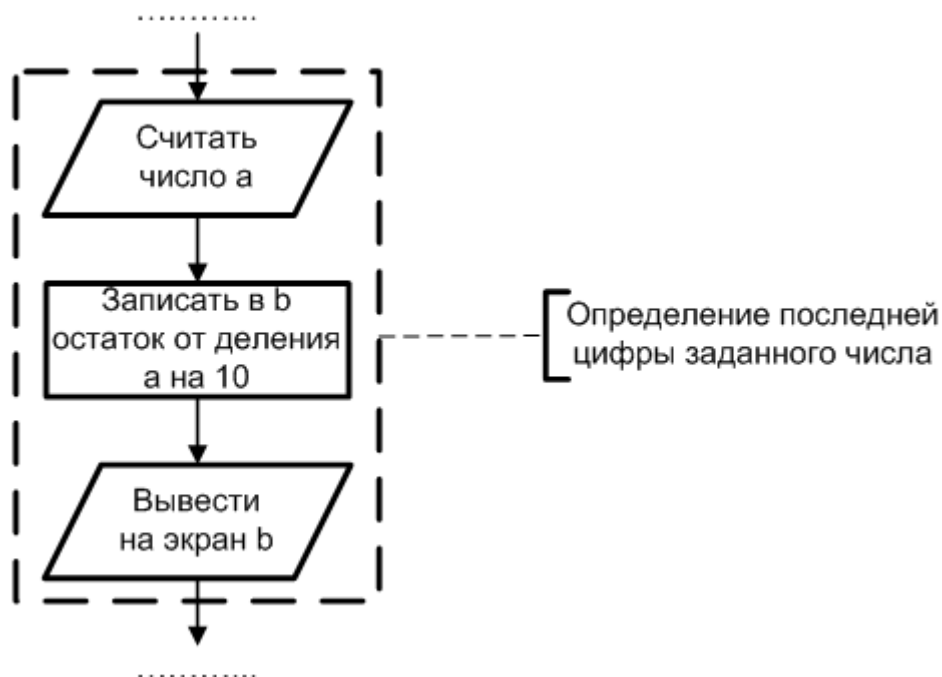 Считать
число a
Записать в b
остаток от деления
a на 10
Определение последней
цифры заданного числа
Вывести
на экран b